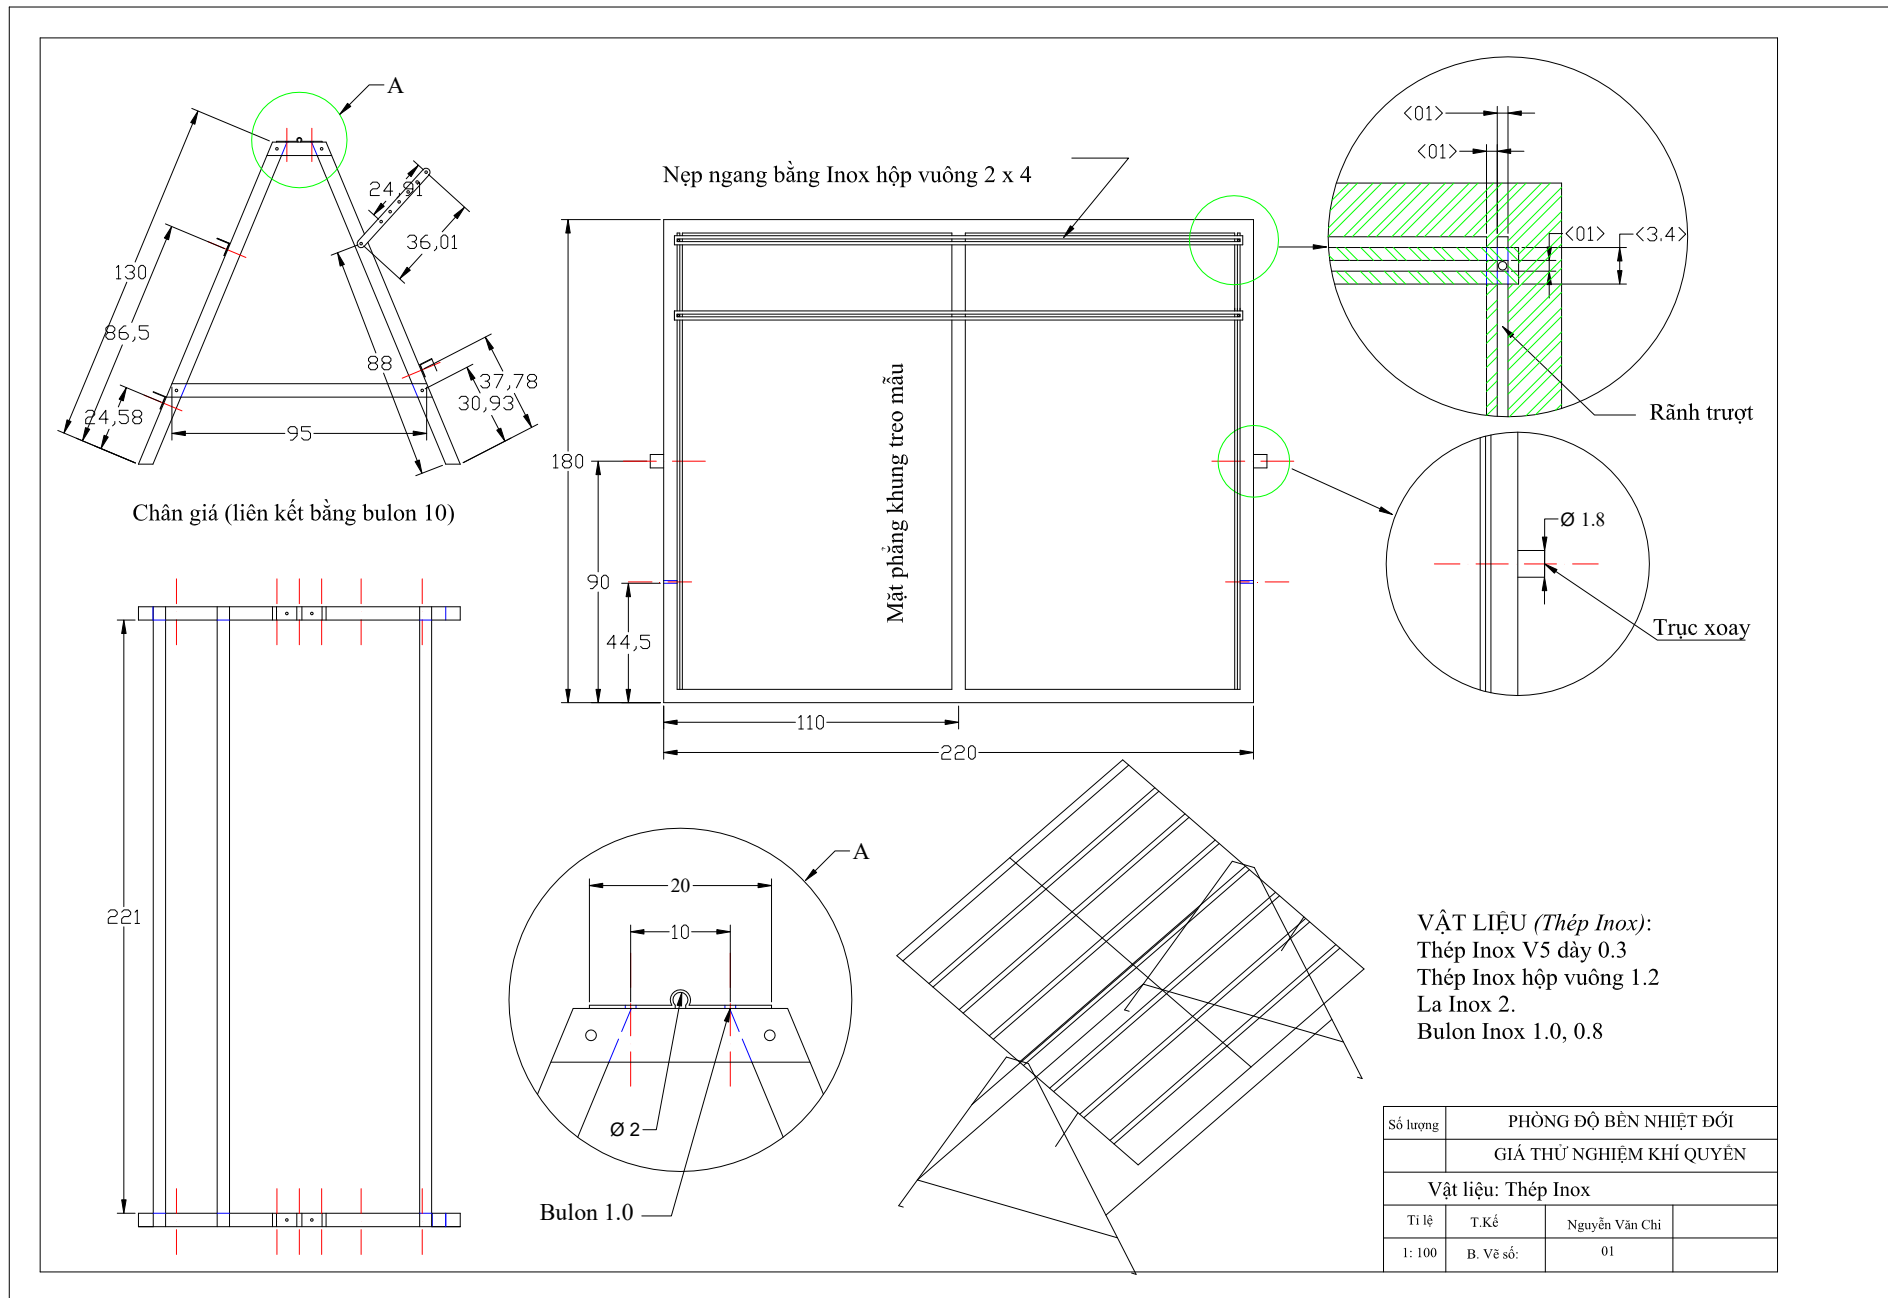 A
24,91
36,01
130
86,5
88
37,78
30,93
24,58
95
Chân giá (liên kết bằng bulon 10)
Nẹp ngang bằng Inox hộp vuông 2 x 4
180
90
44,5
Mặt phẳng khung treo mẫu
110
220
<01>
<01>
<01>
<3.4>
Rãnh trượt
Ø 1.8
Trục xoay
221
A
20
10
Ø 2
Bulon 1.0
VẬT LIỆU (Thép Inox):
Thép Inox V5 dày 0.3
Thép Inox hộp vuông 1.2
La Inox 2.
Bulon Inox 1.0, 0.8
Số lượng
PHÒNG ĐỘ BỀN NHIỆT ĐỚI
GIÁ THỬ NGHIỆM KHÍ QUYỂN
Vật liệu: Thép Inox
Tỉ lệ
T.Kế
Nguyễn Văn Chi
1: 100
B. Vẽ số:
01